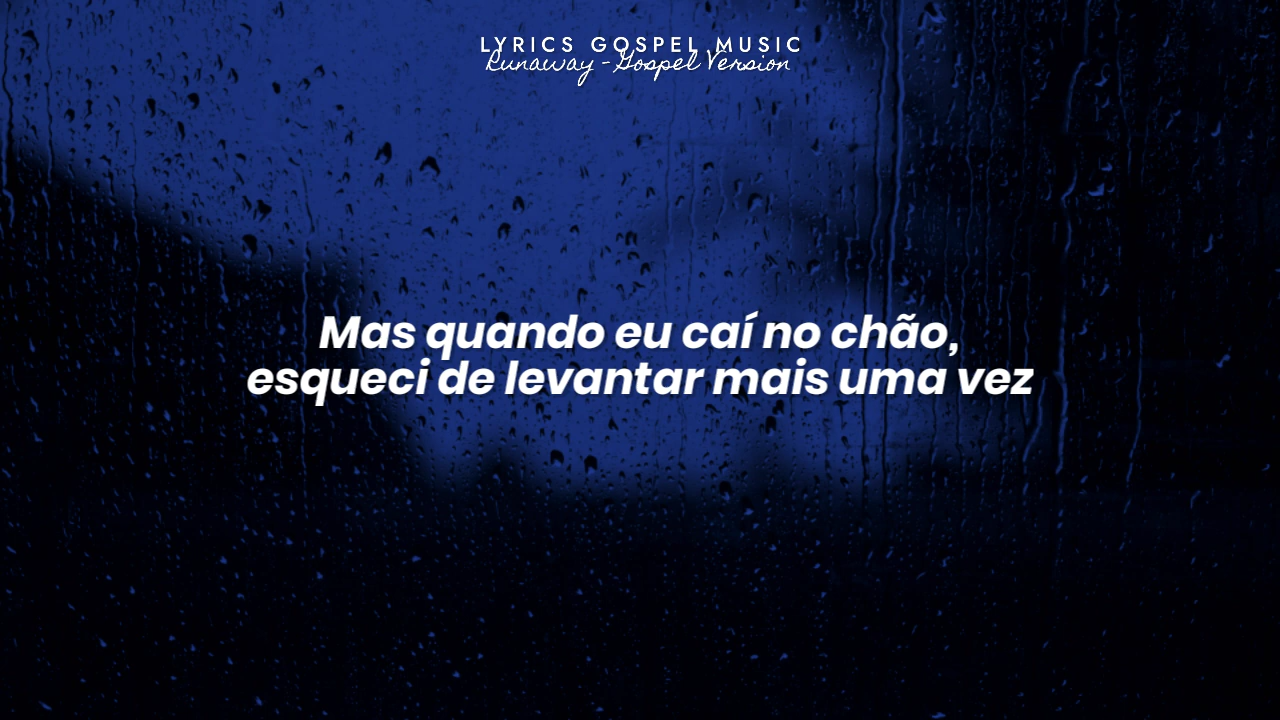 LYRICS GOSPEL MUSIC
Runaway - Gospel Version
Mas quando eu caí no chão,
esqueci de levantar mais uma vez